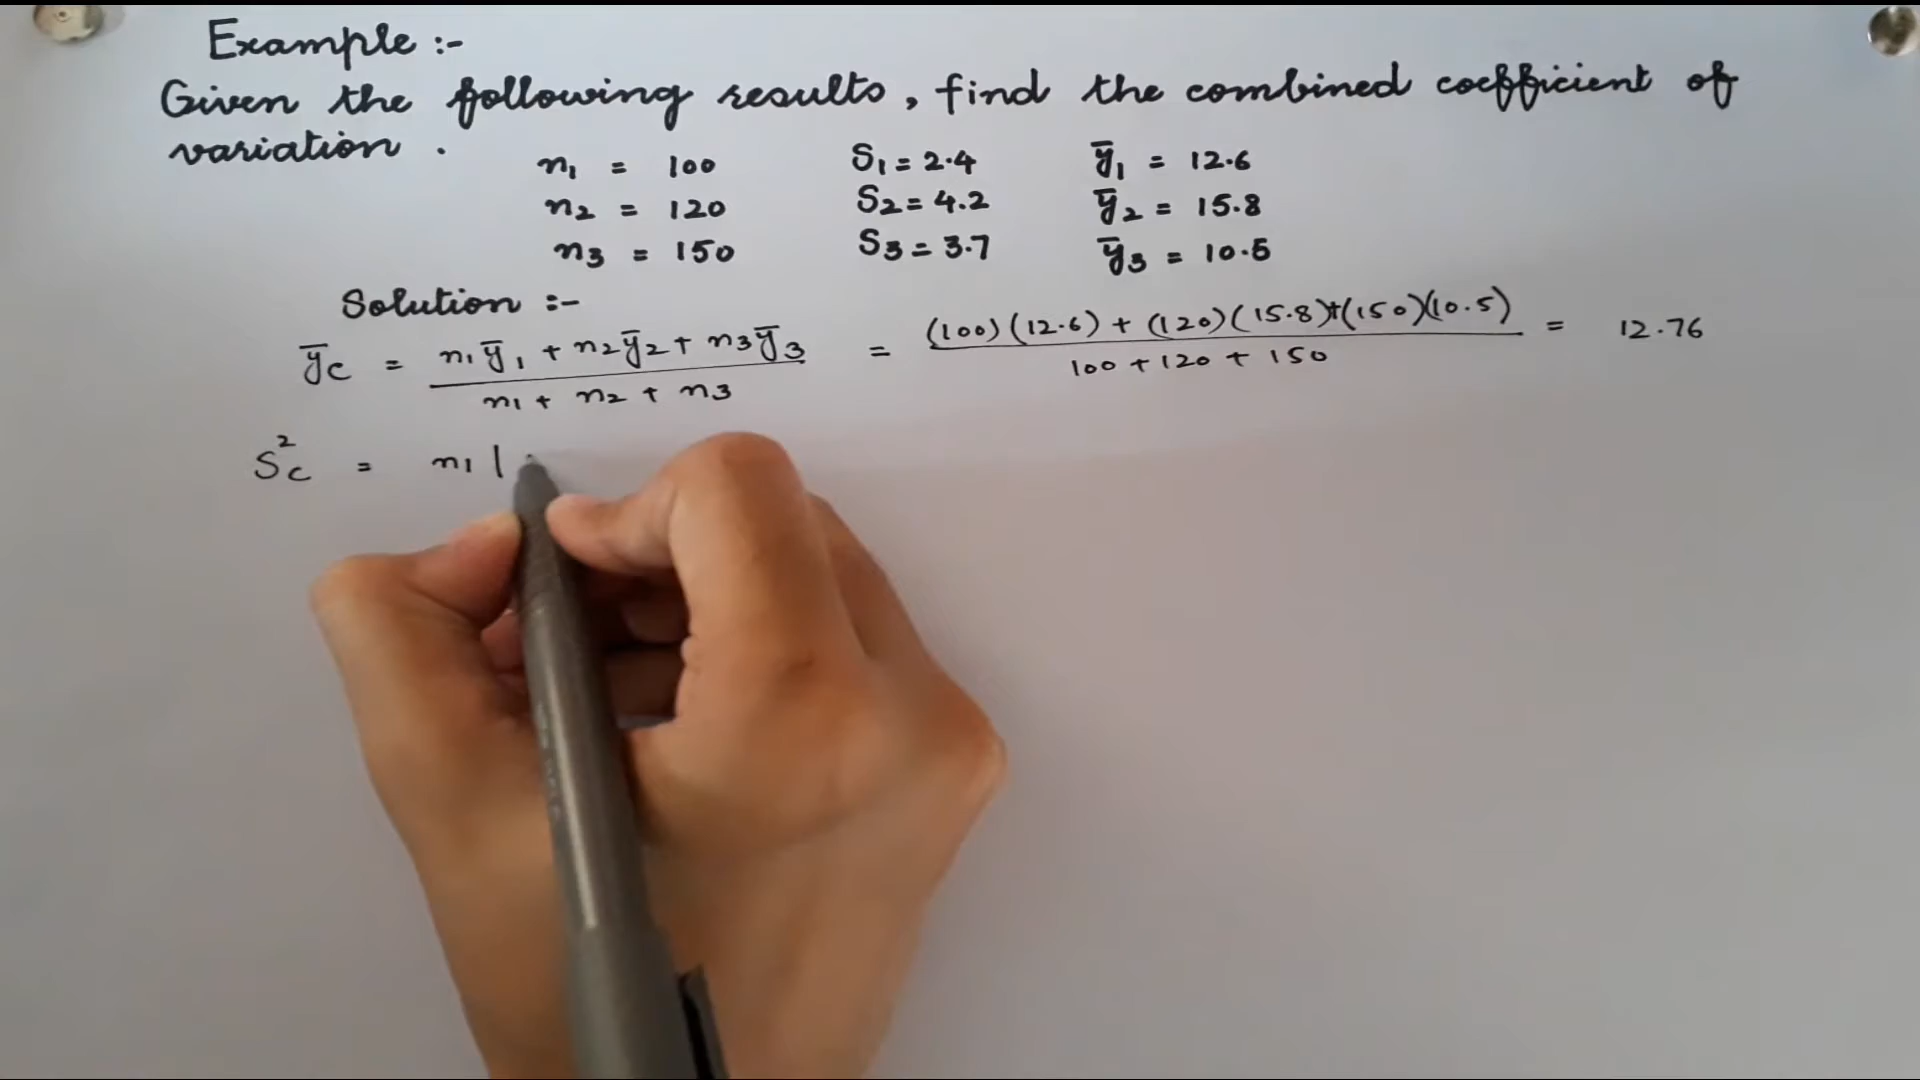 Example :-
Given the following results, find the combined coefficient of
variation.
n₁ = 100 S₁ = 2.4 ȳ₁ = 12.6
n₂ = 120 S₂ = 4.2 ȳ₂ = 15.8
n₃ = 150 S₃ = 3.7 ȳ₃ = 10.5
Solution :-
ȳc = n₁ȳ₁ + n₂ȳ₂ + n₃ȳ₃ / n₁ + n₂ + n₃ = (100)(12.6) + (120)(15.8) + (150)(10.5) / 100 + 120 + 150 = 12.76
S²c = n₁ |